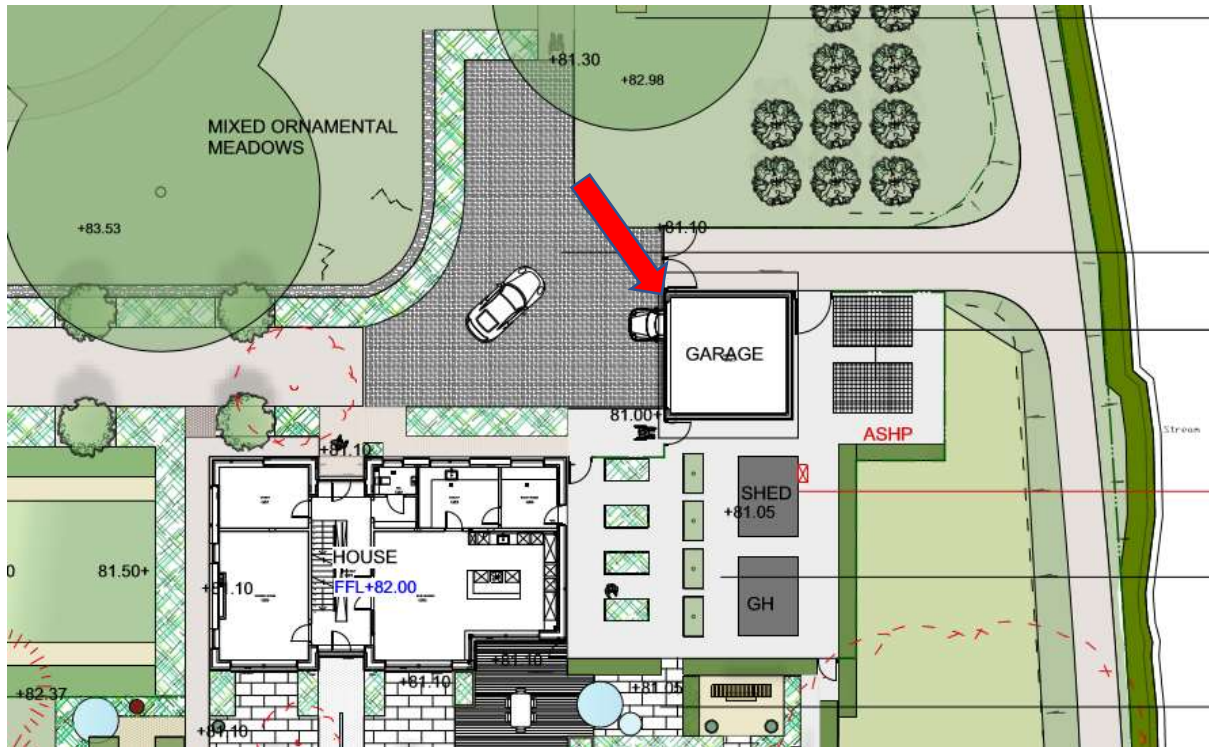 +81.30
+82.98
MIXED ORNAMENTAL
MEADOWS
+83.53
+81.10
GARAGE
81.00+
ASHP
Stream
+81.10
SHED
+81.05
HOUSE
FFL+82.00
81.50+
GH
+82.37
+81.10
+81.05
+81.10